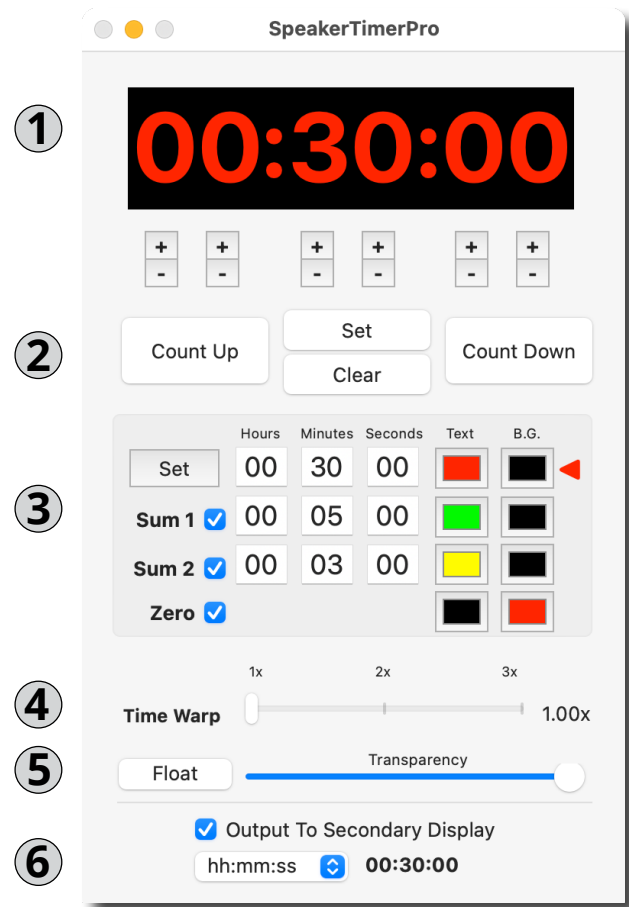 SpeakerTimerPro
1
00:30:00
+ + + + + +
- - - - - -
2
Count Up
Set
Clear
Count Down
Hours Minutes Seconds Text B.G.
3
Set 00 30 00
Sum 1 00 05 00
Sum 2 00 03 00
Zero
1x 2x 3x
4
Time Warp 1.00x
5
Float Transparency
Output To Secondary Display
6
hh:mm:ss 00:30:00